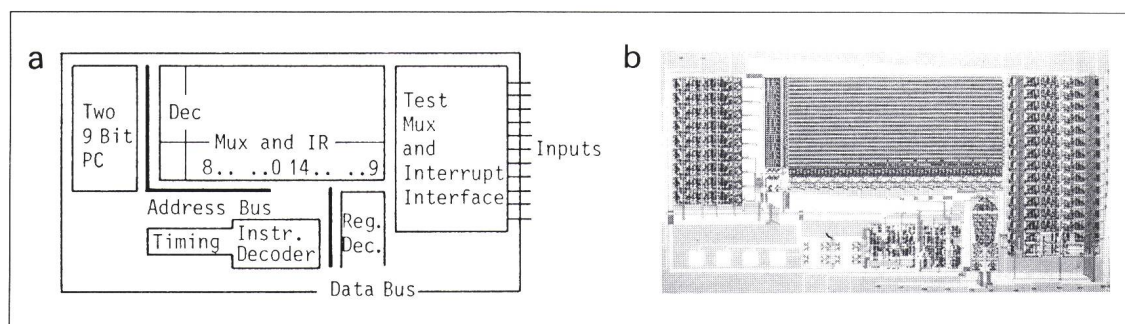 a
Two
9 Bit
PC
Dec
Mux and IR
8.. ..0 14.. ..9
Test
Mux
and
Interrupt
Interface
Inputs
Address Bus
Timing
Instr.
Decoder
Reg.
Dec.
Data Bus
b